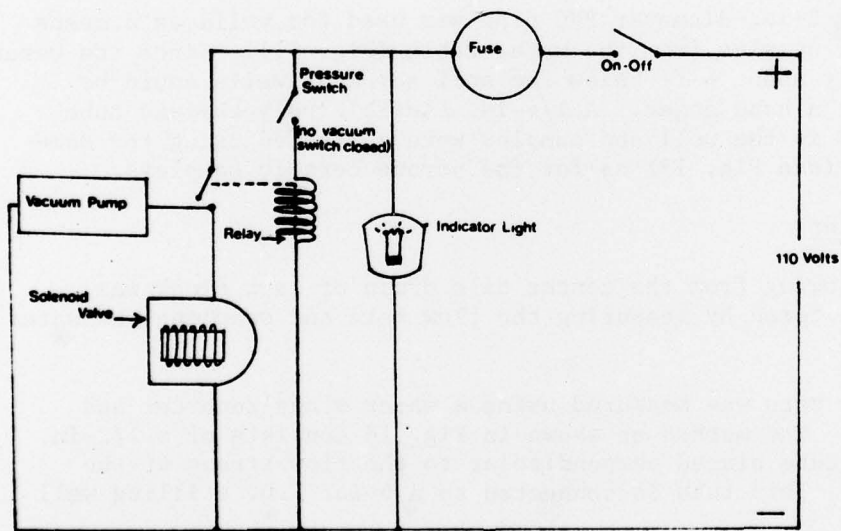 Fuse
On-Off
+
Pressure
Switch
(no vacuum
switch closed)
Vacuum Pump
Relay
Indicator Light
110 Volts
Solenoid
Valve
—